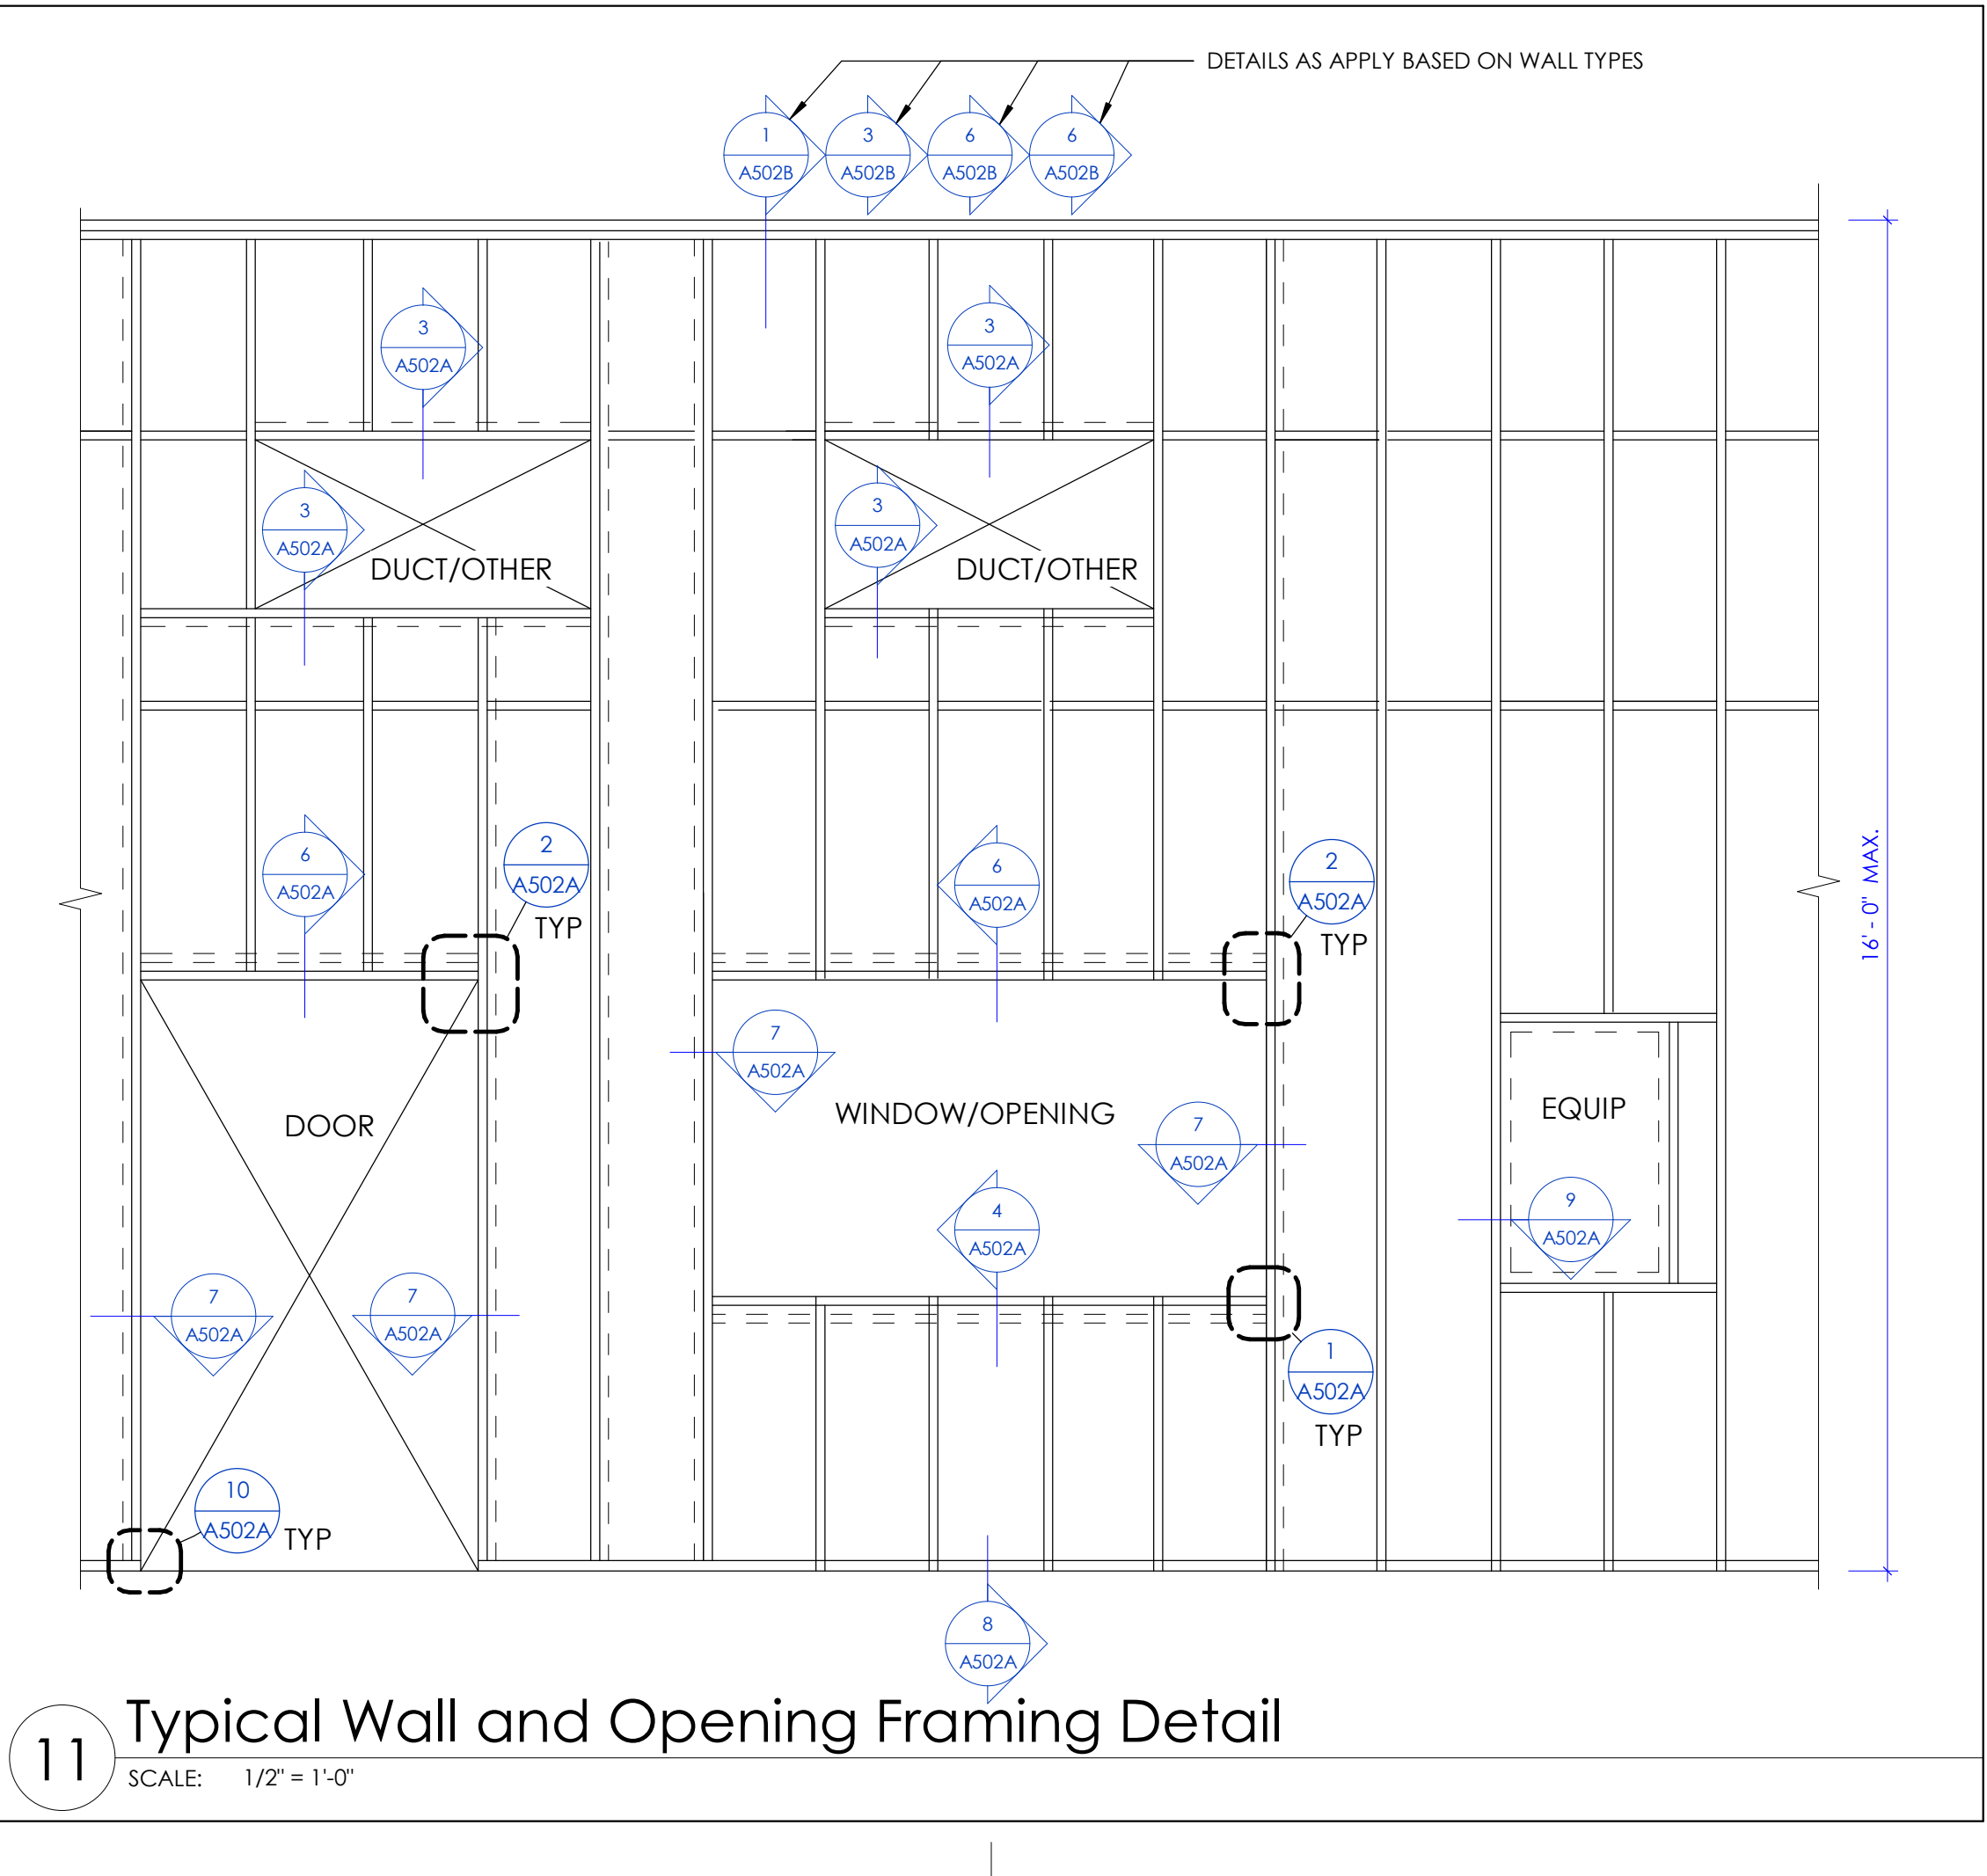 DETAILS AS APPLY BASED ON WALL TYPES
1
A502B
3
A502B
6
A502B
6
A502B
3
A502A
3
A502A
3
A502A
3
A502A
DUCT/OTHER
DUCT/OTHER
6
A502A
2
A502A
TYP
6
A502A
2
A502A
TYP
16' - 0" MAX.
7
A502A
DOOR
WINDOW/OPENING
7
A502A
EQUIP
9
A502A
4
A502A
7
A502A
7
A502A
1
A502A
TYP
10
A502A
TYP
8
A502A
11
Typical Wall and Opening Framing Detail
SCALE: 1/2" = 1'-0"